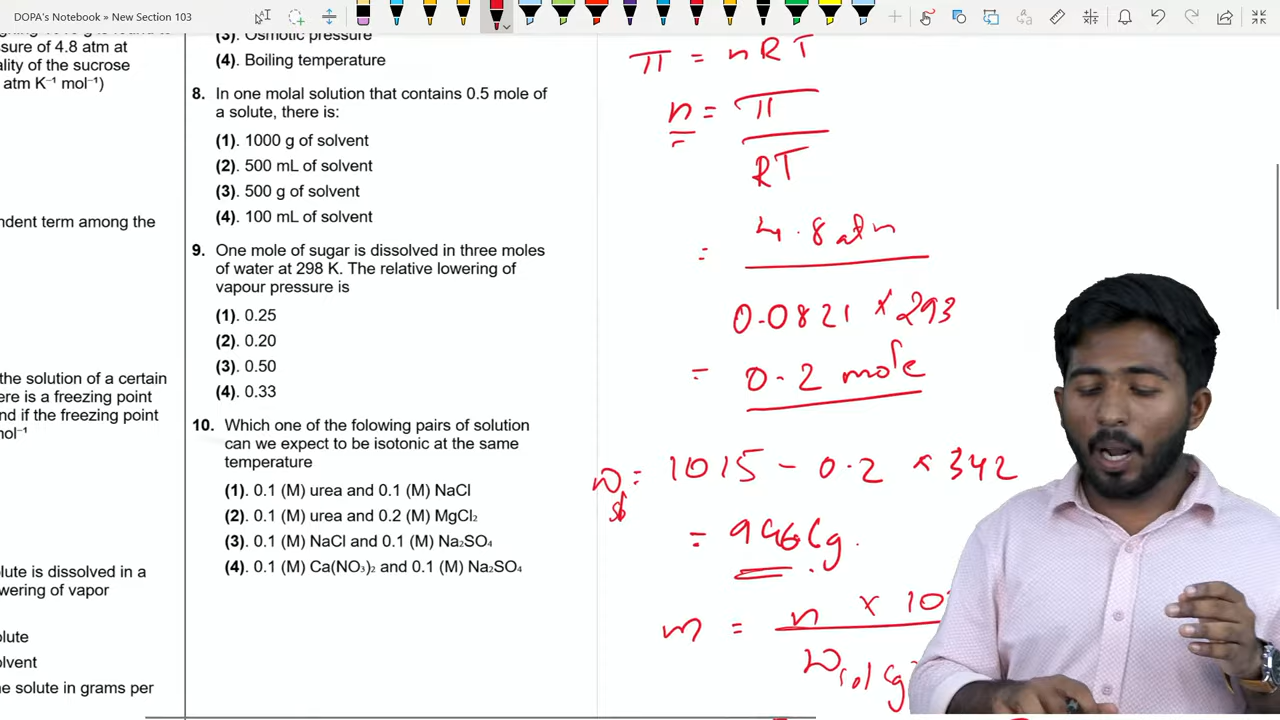 DOPA's Notebook » New Section 103
sure of 4.8 atm at
ality of the sucrose
atm K⁻¹ mol⁻¹)
ndent term among the
the solution of a certain
ere is a freezing point
nd if the freezing point
mol⁻¹
olute is dissolved in a
wering of vapor
olute
olvent
ne solute in grams per
(3). Osmotic pressure
(4). Boiling temperature
8. In one molal solution that contains 0.5 mole of
a solute, there is:
(1). 1000 g of solvent
(2). 500 mL of solvent
(3). 500 g of solvent
(4). 100 mL of solvent
9. One mole of sugar is dissolved in three moles
of water at 298 K. The relative lowering of
vapour pressure is
(1). 0.25
(2). 0.20
(3). 0.50
(4). 0.33
10. Which one of the folowing pairs of solution
can we expect to be isotonic at the same
temperature
(1). 0.1 (M) urea and 0.1 (M) NaCl
(2). 0.1 (M) urea and 0.2 (M) MgCl₂
(3). 0.1 (M) NaCl and 0.1 (M) Na₂SO₄
(4). 0.1 (M) Ca(NO₃)₂ and 0.1 (M) Na₂SO₄
π = nRT
n = π
RT
= 4.8 atm
0.0821 × 293
= 0.2 mole
= 1015 - 0.2 × 342
m = n × 10